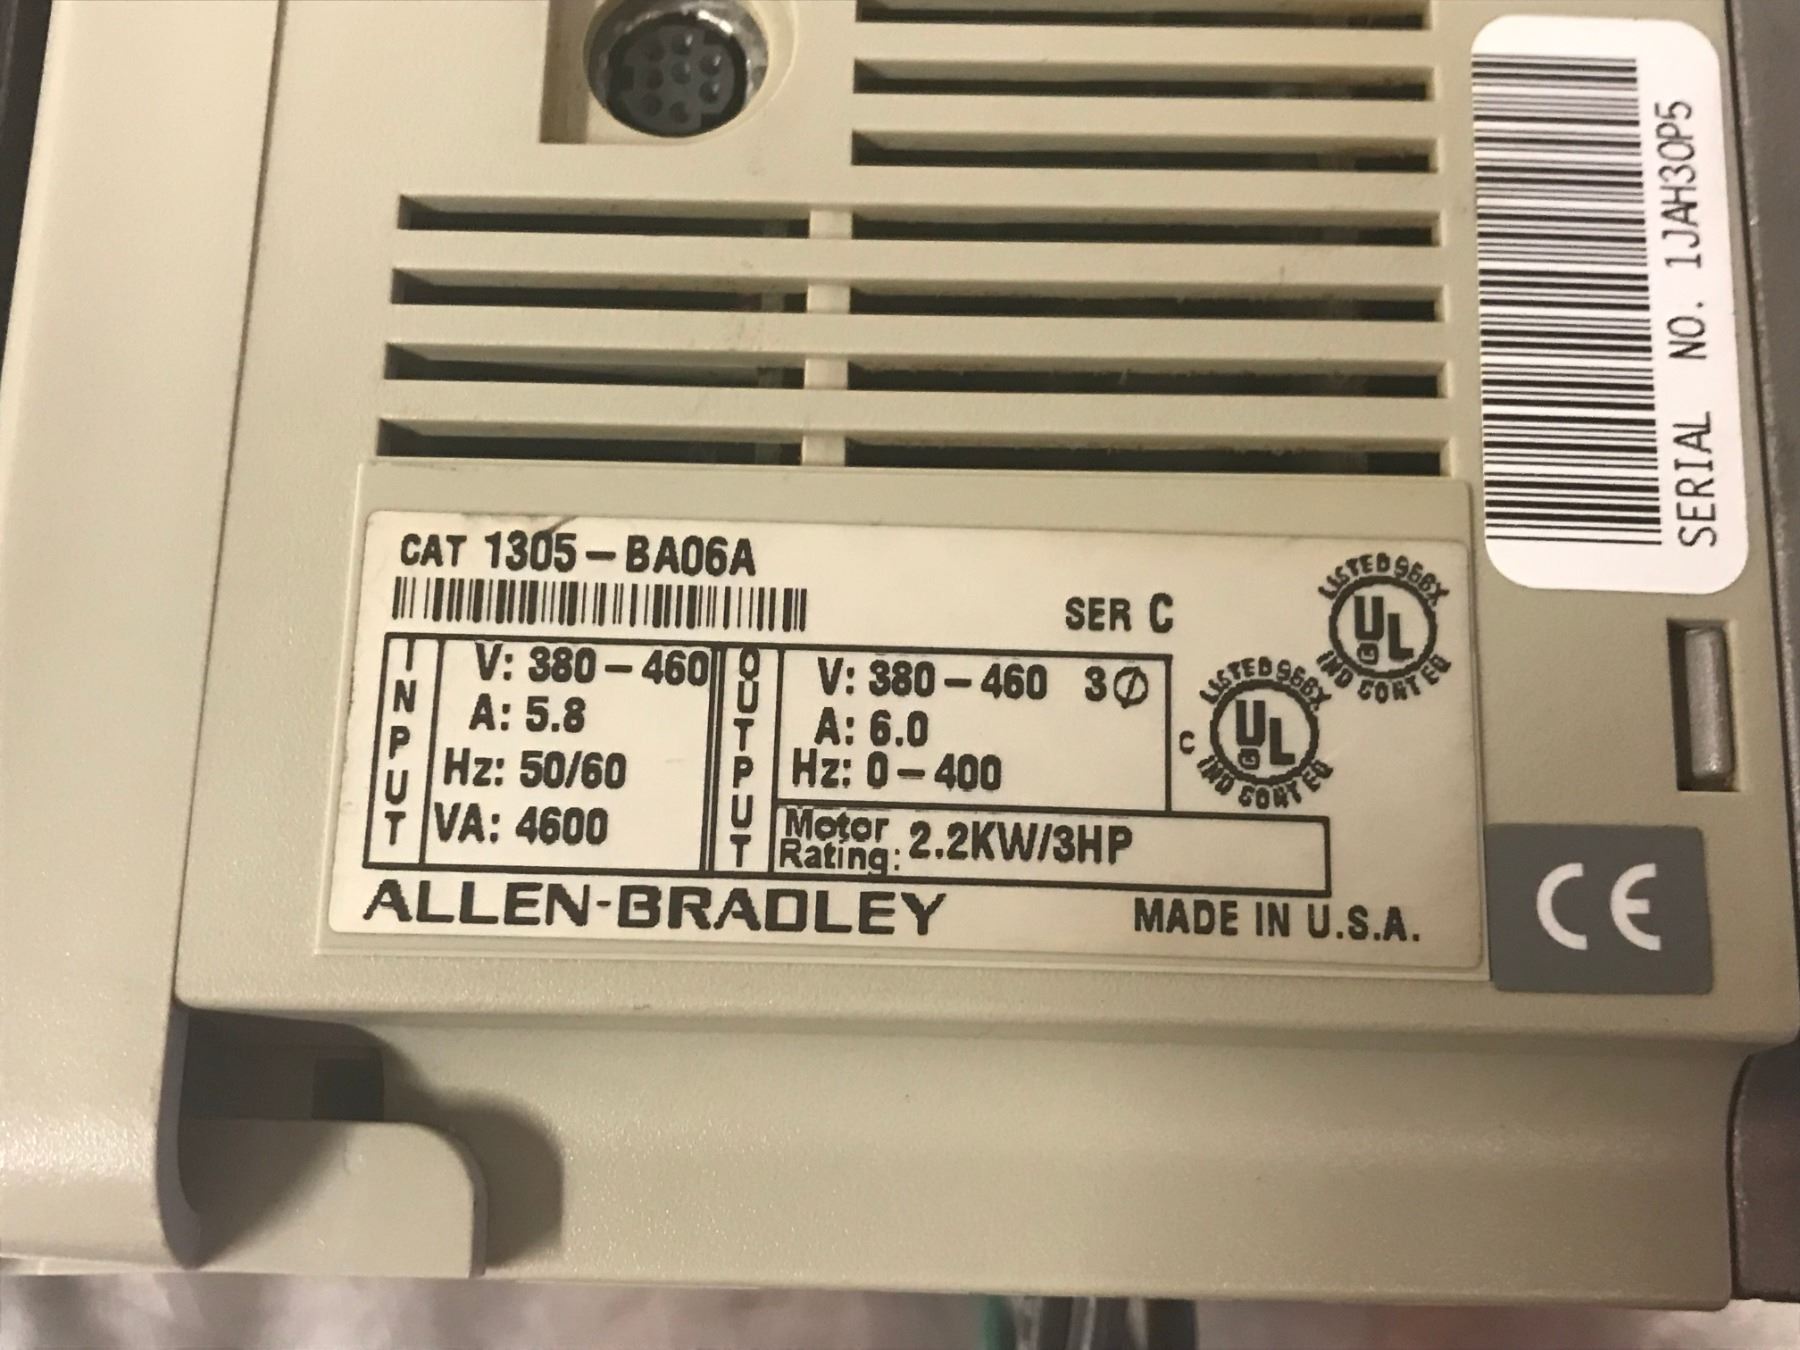 SERIAL NO. 1JAH30P5
CAT 1305-BA06A
SER C
LISTED 966X
UL
IND CONT EQ
INPUT
V: 380-460
A: 5.8
Hz: 50/60
VA: 4600
OUTPUT
V: 380-460 3Ø
A: 6.0
Hz: 0-400
Motor Rating: 2.2KW/3HP
C
LISTED 966X
UL
IND CONT EQ
ALLEN-BRADLEY
MADE IN U.S.A.
CE